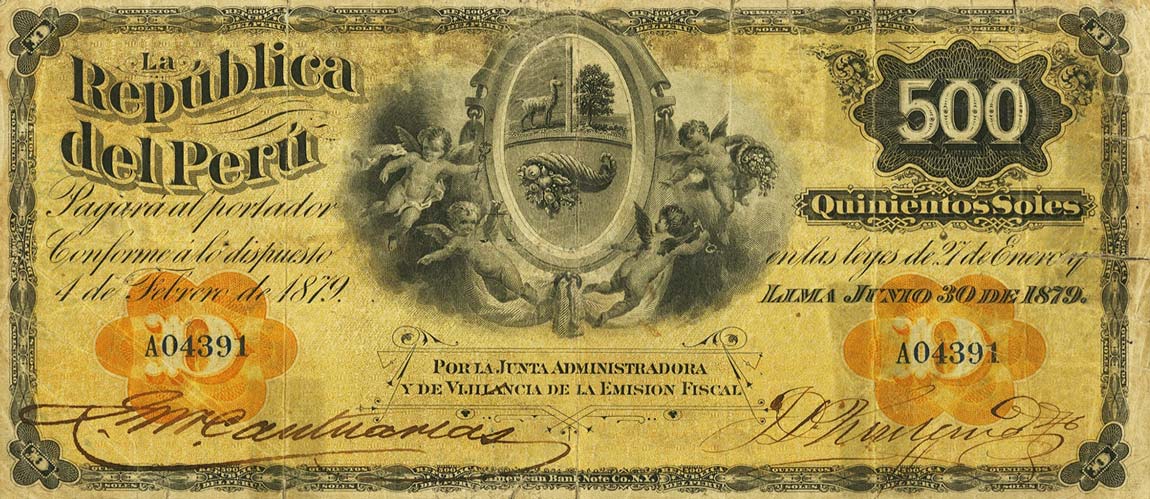 La
República
del Perú
500
Quinientos Soles
Pagará al portador
Conforme á lo dispuesto
en las leyes de 27 de Enero y
4 de Febrero de 1879.
LIMA JUNIO 30 DE 1879.
A04391
A04391
POR LA JUNTA ADMINISTRADORA
Y DE VIJILANCIA DE LA EMISION FISCAL
American Bank Note Co. N.Y.